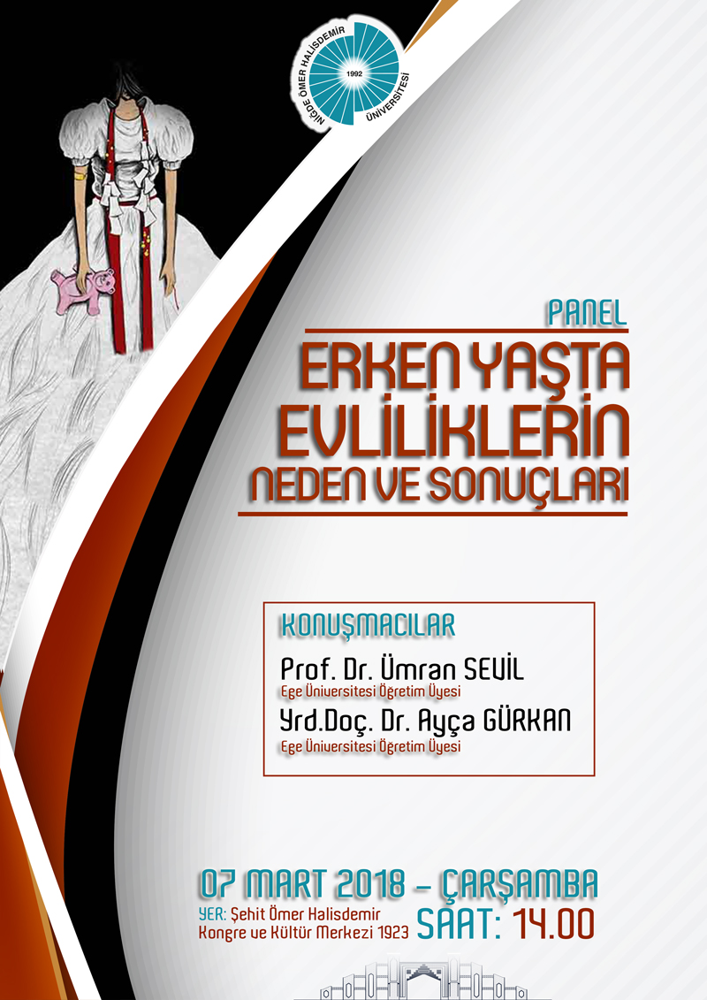 NİĞDE ÖMER HALİSDEMİR
ÜNİVERSİTESİ
1992
PANEL
ERKEN YAŞTA
EVLİLİKLERİN
NEDEN VE SONUÇLARI
KONUŞMACILAR
Prof. Dr. Ümran SEVİL
Ege Üniversitesi Öğretim Üyesi
Yrd.Doç. Dr. Ayça GÜRKAN
Ege Üniversitesi Öğretim Üyesi
07 MART 2018 – ÇARŞAMBA
YER: Şehit Ömer Halisdemir
Kongre ve Kültür Merkezi 1923
SAAT: 14.00